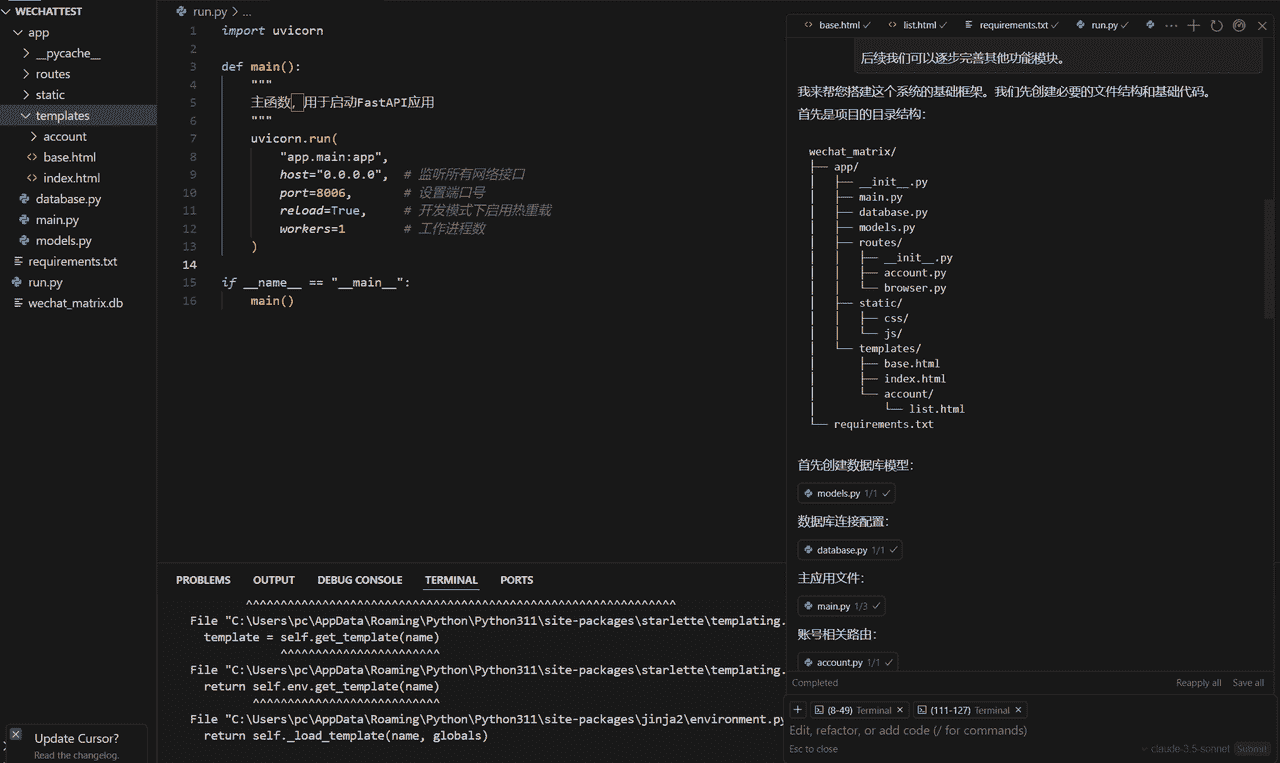 WECHATTEST
app
__pycache__
routes
static
templates
account
base.html
index.html
database.py
main.py
models.py
requirements.txt
run.py
wechat_matrix.db
Update Cursor?
Read the changelog.
run.py > ...
1 import uvicorn
2
3 def main():
4 """
5 主函数，用于启动FastAPI应用
6 """
7 uvicorn.run(
8 "app.main:app",
9 host="0.0.0.0", # 监听所有网络接口
10 port=8006, # 设置端口号
11 reload=True, # 开发模式下启用热重载
12 workers=1 # 工作进程数
13 )
14
15 if __name__ == "__main__":
16 main()
PROBLEMS OUTPUT DEBUG CONSOLE TERMINAL PORTS
^^^^^^^^^^^^^^^^^^^^^^^^^^^^^^^^^^^^^^^^^^^^^^^^^^^^^^^^^^^^^^
File "C:\Users\pc\AppData\Roaming\Python\Python311\site-packages\starlette\templating.
template = self.get_template(name)
^^^^^^^^^^^^^^^^^^^^^^^
File "C:\Users\pc\AppData\Roaming\Python\Python311\site-packages\starlette\templating.
return self.env.get_template(name)
^^^^^^^^^^^^^^^^^^^^^^^^^^^
File "C:\Users\pc\AppData\Roaming\Python\Python311\site-packages\jinja2\environment.py
return self._load_template(name, globals)
base.html list.html requirements.txt run.py ...
后续我们可以逐步完善其他功能模块。
我来帮您搭建这个系统的基础框架。我们先创建必要的文件结构和基础代码。
首先是项目的目录结构：
wechat_matrix/
├── app/
│   ├── __init__.py
│   ├── main.py
│   ├── database.py
│   ├── models.py
│   ├── routes/
│   │   ├── __init__.py
│   │   ├── account.py
│   │   └── browser.py
│   ├── static/
│   │   ├── css/
│   │   └── js/
│   └── templates/
│       ├── base.html
│       ├── index.html
│       └── account/
│           └── list.html
└── requirements.txt
首先创建数据库模型：
models.py 1/1
数据库连接配置：
database.py 1/1
主应用文件：
main.py 1/3
账号相关路由：
account.py 1/1
Completed Reapply all Save all
+ (8-49) Terminal × (111-127) Terminal ×
Edit, refactor, or add code (/ for commands)
Esc to close claude-3.5-sonnet Submit